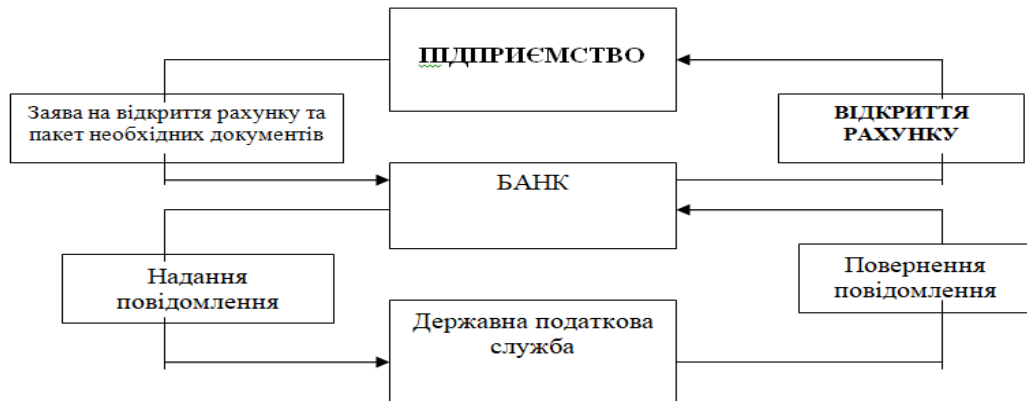 ПІДПРИЄМСТВО
Заява на відкриття рахунку та
пакет необхідних документів
ВІДКРИТТЯ
РАХУНКУ
БАНК
Надання
повідомлення
Повернення
повідомлення
Державна податкова
служба